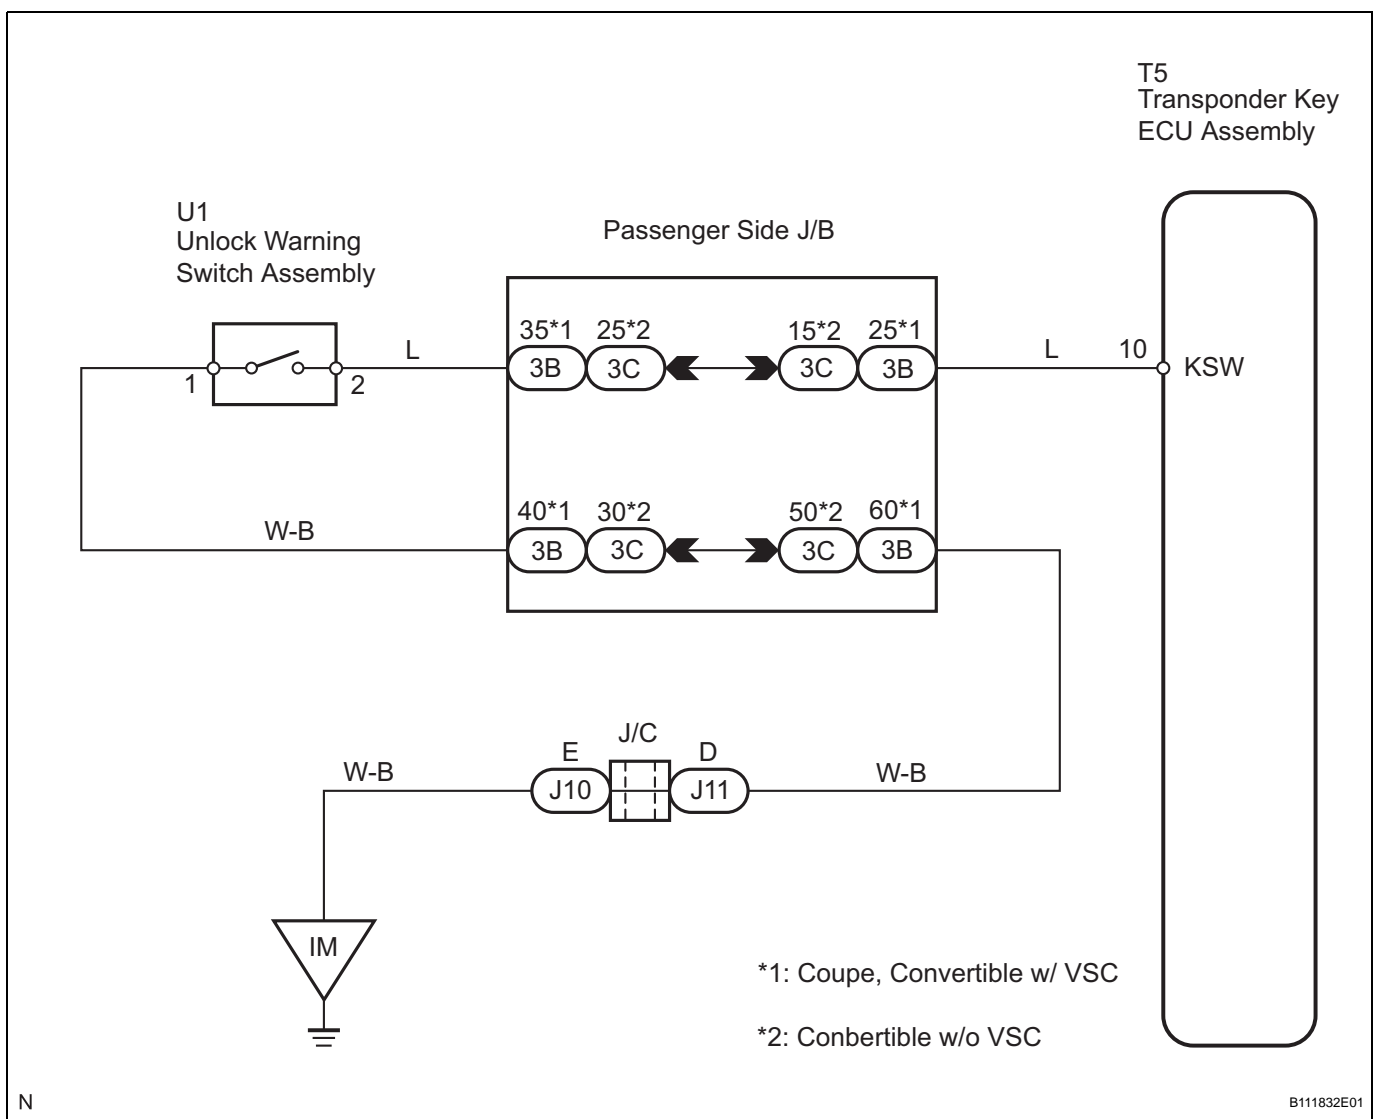 T5
Transponder Key
ECU Assembly
U1
Unlock Warning
Switch Assembly
Passenger Side J/B
35*1 25*2 15*2 25*1
3B 3C 3C 3B
L
L
10
KSW
1
2
40*1 30*2 50*2 60*1
3B 3C 3C 3B
W-B
J/C
E D
J10 J11
W-B
W-B
IM
*1: Coupe, Convertible w/ VSC
*2: Conbertible w/o VSC
N
B111832E01